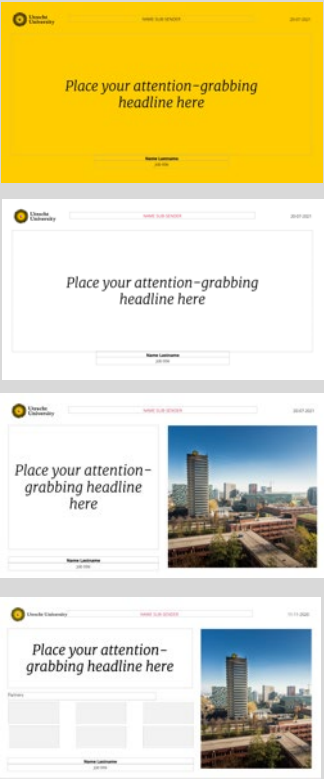 Utrecht
University
NAME SUB SENDER
20-07-2021
Place your attention-grabbing
headline here
Name Lastname
job title
Utrecht
University
NAME SUB SENDER
20-07-2021
Place your attention-grabbing
headline here
Name Lastname
job title
Utrecht
University
NAME SUB SENDER
20-07-2021
Place your attention-
grabbing headline
here
Name Lastname
job title
Utrecht University
NAME SUB SENDER
Place your attention-
grabbing headline here
Partners
Name Lastname
job title